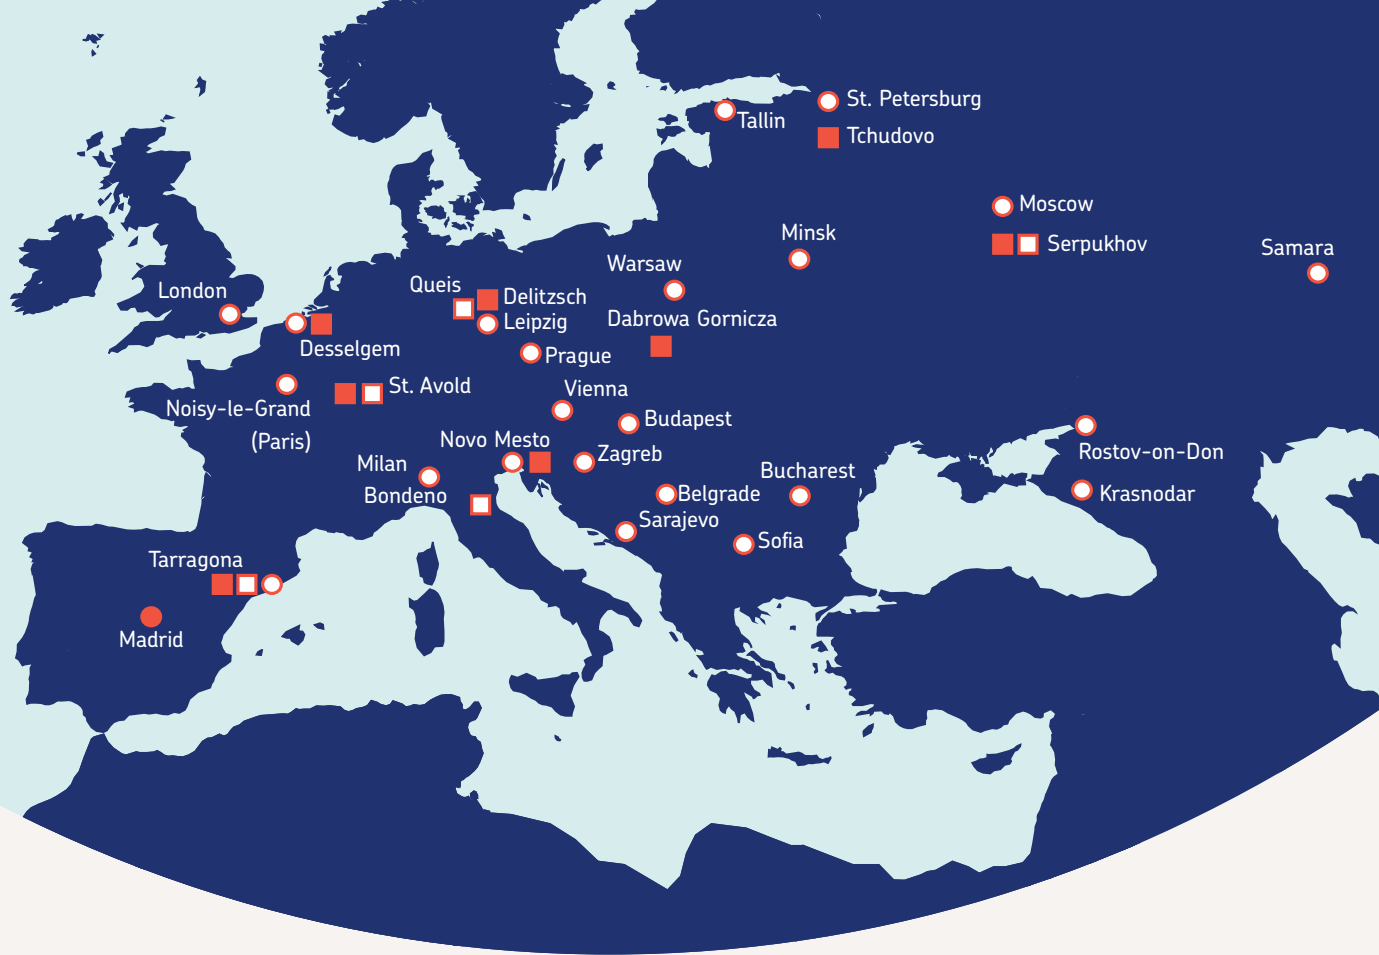 St. Petersburg
Tallin
Tchudovo
Moscow
Minsk
Serpukhov
Samara
Warsaw
Queis
London
Delitzsch
Dabrowa Gornicza
Leipzig
Desselgem
Prague
St. Avold
Vienna
Noisy-le-Grand
(Paris)
Budapest
Novo Mesto
Zagreb
Rostov-on-Don
Milan
Bucharest
Bondeno
Belgrade
Krasnodar
Sarajevo
Sofia
Tarragona
Madrid